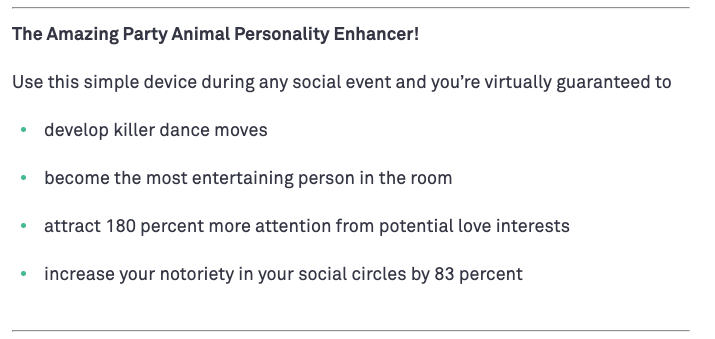 The Amazing Party Animal Personality Enhancer!
Use this simple device during any social event and you're virtually guaranteed to
• develop killer dance moves
• become the most entertaining person in the room
• attract 180 percent more attention from potential love interests
• increase your notoriety in your social circles by 83 percent